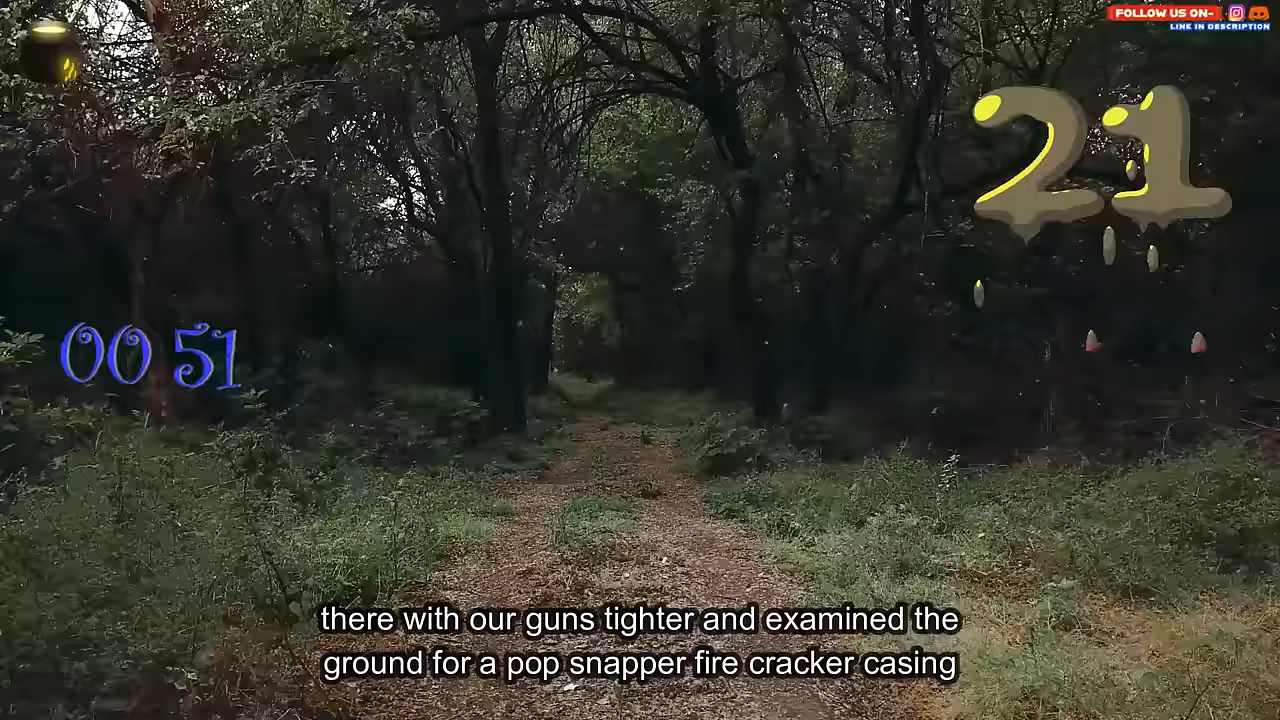 FOLLOW US ON-
LINK IN DESCRIPTION
21
00 51
there with our guns tighter and examined the
ground for a pop snapper fire cracker casing